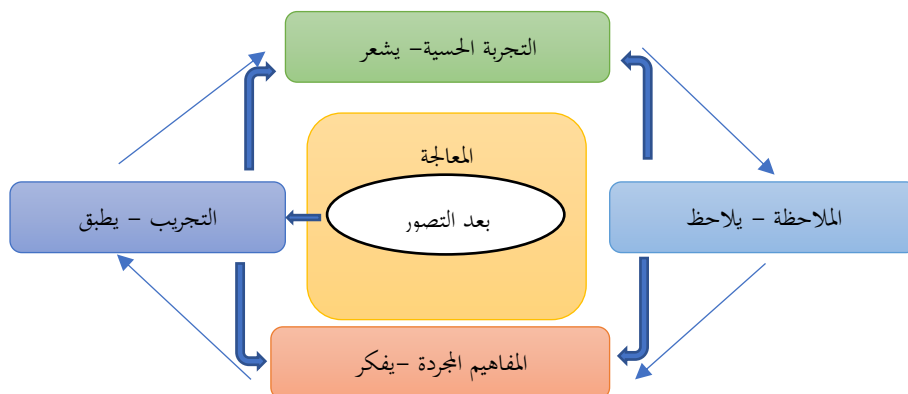 التجربة الحسية– يشعر
المعالجة
الملاحظة – يلاحظ
بعد التصور
التجريب – يطبق
المفاهيم المجردة –يفكر